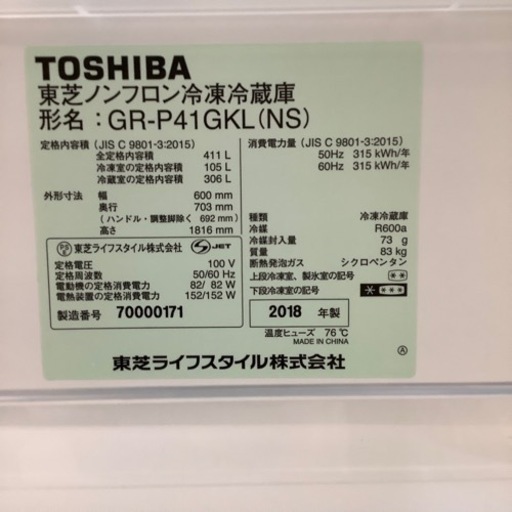 TOSHIBA
東芝ノンフロン冷凍冷蔵庫
形名：GR-P41GKL(NS)
定格内容積（JIS C 9801-3:2015）
全定格内容積 411 L
冷凍室の定格内容積 105 L
冷蔵室の定格内容積 306 L
外形寸法 幅 600 mm
奥行 703 mm
（ハンドル・調整脚除く 692 mm）
高さ 1816 mm
消費電力量（JIS C 9801-3:2015）
50Hz 315 kWh/年
60Hz 315 kWh/年
種類 冷凍冷蔵庫
冷媒 R600a
冷媒封入量 73 g
質量 83 kg
断熱発泡ガス シクロペンタン
上段冷凍室、製氷室の記号
下段冷凍室の記号
PSE 東芝ライフスタイル株式会社 JET
定格電圧 100 V
定格周波数 50/60 Hz
電動機の定格消費電力 82/ 82 W
電熱装置の定格消費電力 152/152 W
製造番号 70000171
2018 年製
温度ヒューズ 76℃
MADE IN CHINA
東芝ライフスタイル株式会社
Ⓐ